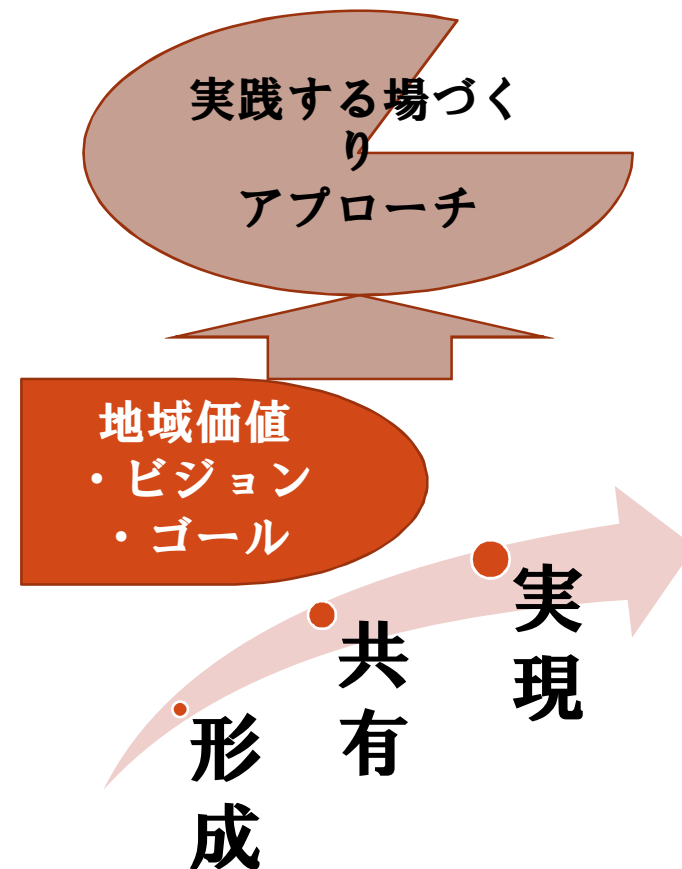 実践する場づく
り
アプローチ
地域価値
・ビジョン
・ゴール
実現
共有
形成